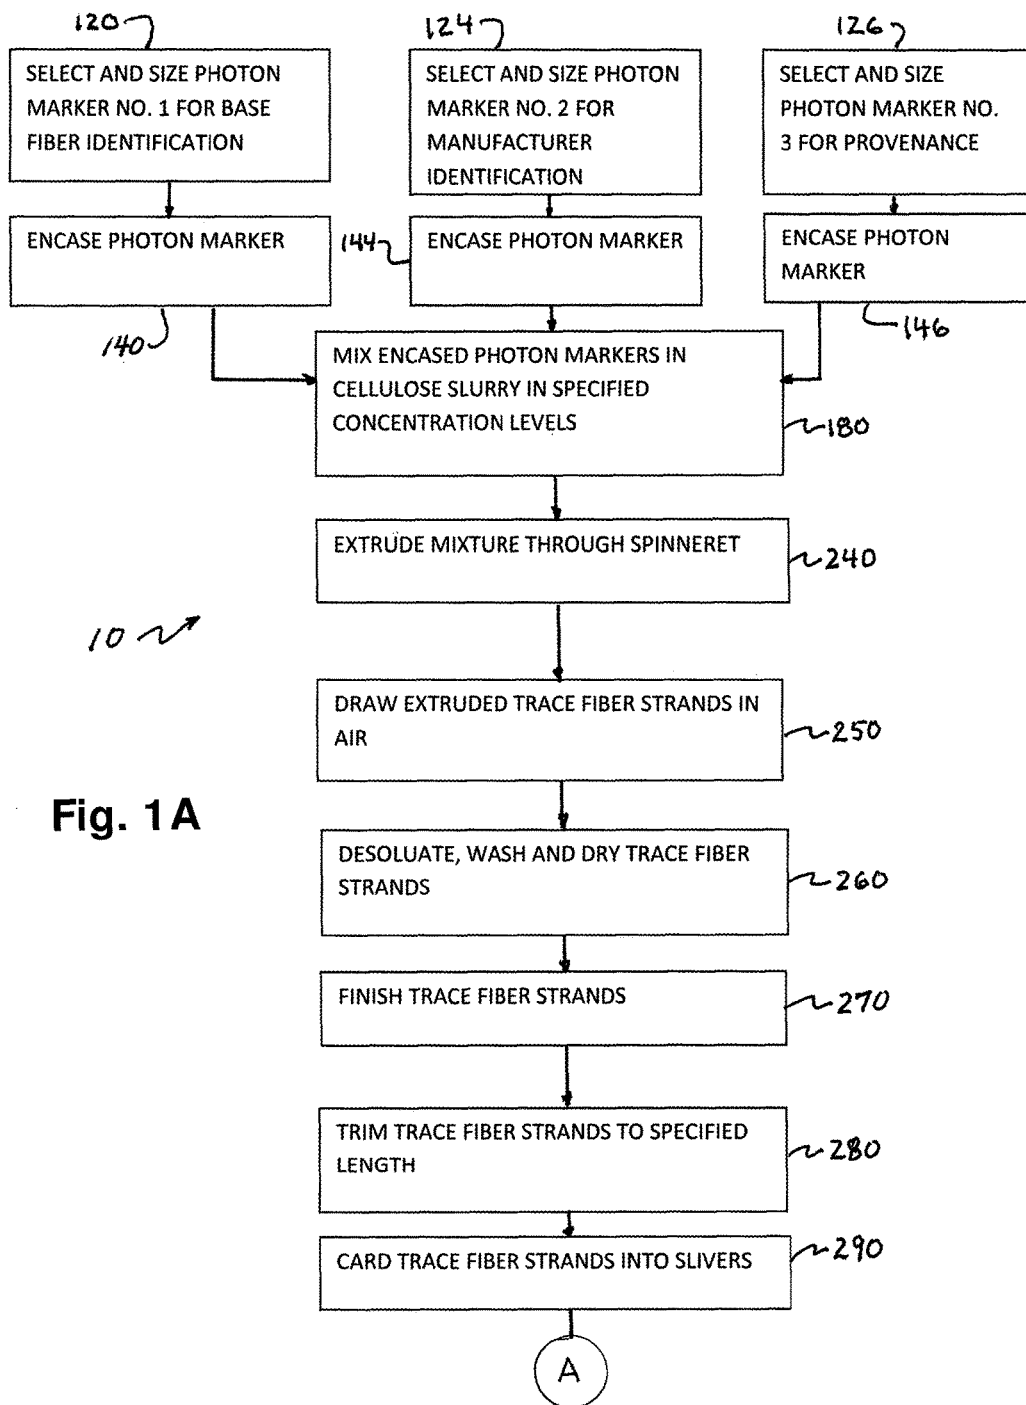 120
124
126
SELECT AND SIZE PHOTON
MARKER NO. 1 FOR BASE
FIBER IDENTIFICATION
SELECT AND SIZE PHOTON
MARKER NO. 2 FOR
MANUFACTURER
IDENTIFICATION
SELECT AND SIZE
PHOTON MARKER NO.
3 FOR PROVENANCE
ENCASE PHOTON MARKER
140
144
ENCASE PHOTON MARKER
ENCASE PHOTON
MARKER
146
MIX ENCASED PHOTON MARKERS IN
CELLULOSE SLURRY IN SPECIFIED
CONCENTRATION LEVELS
180
EXTRUDE MIXTURE THROUGH SPINNERET
240
10
DRAW EXTRUDED TRACE FIBER STRANDS IN
AIR
250
Fig. 1A
DESOLUATE, WASH AND DRY TRACE FIBER
STRANDS
260
FINISH TRACE FIBER STRANDS
270
TRIM TRACE FIBER STRANDS TO SPECIFIED
LENGTH
280
CARD TRACE FIBER STRANDS INTO SLIVERS
290
A